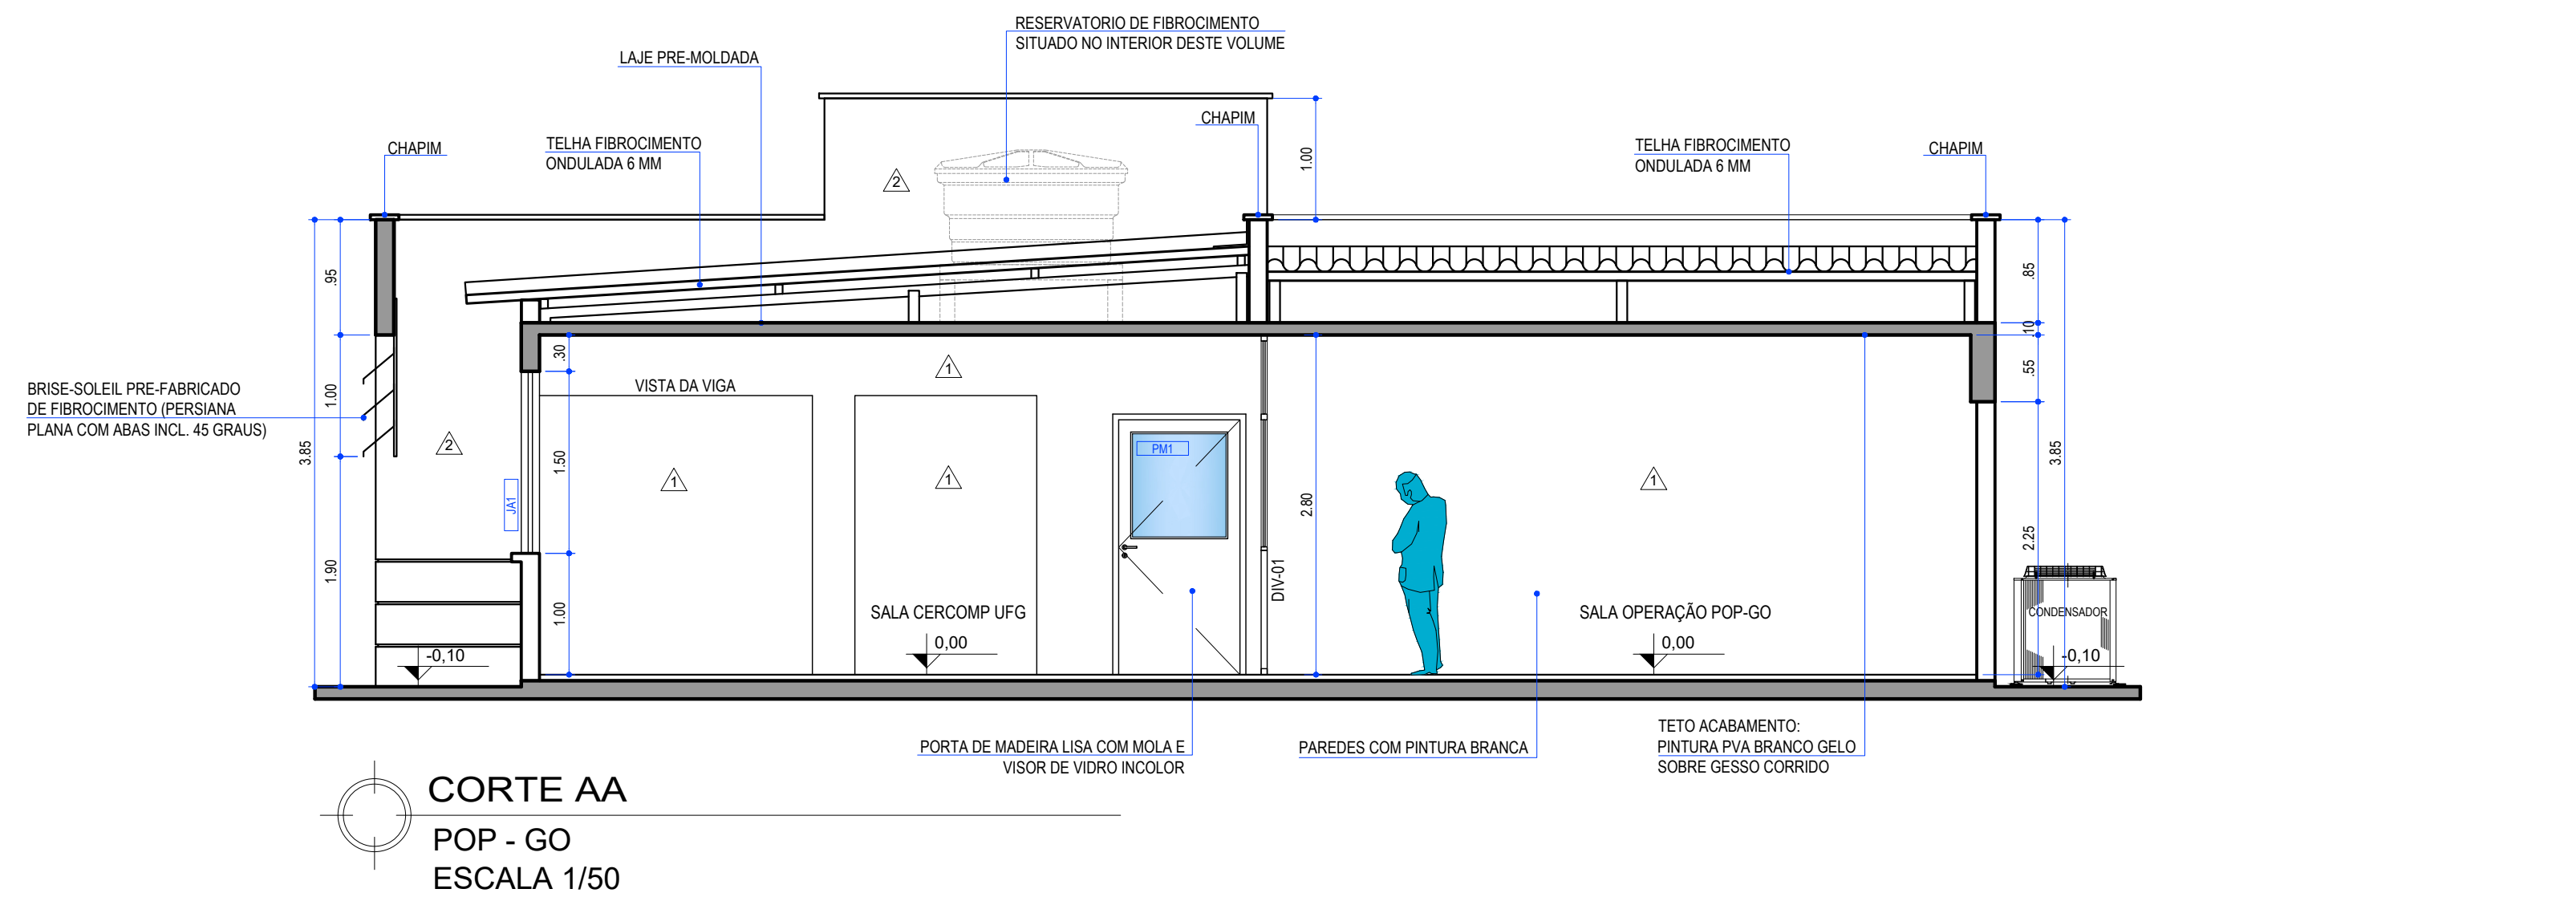 RESERVATORIO DE FIBROCIMENTO
SITUADO NO INTERIOR DESTE VOLUME
LAJE PRE-MOLDADA
CHAPIM
TELHA FIBROCIMENTO
ONDULADA 6 MM
CHAPIM
TELHA FIBROCIMENTO
ONDULADA 6 MM
CHAPIM
1.00
2
.95
.85
.10
.30
.55
VISTA DA VIGA
1
BRISE-SOLEIL PRE-FABRICADO
DE FIBROCIMENTO (PERSIANA
PLANA COM ABAS INCL. 45 GRAUS)
1.00
3.85
2
1.50
PM1
1
1
1
JA1
2.80
3.85
2.25
1.90
1.00
DIV-01
SALA CERCOMP UFG
0,00
SALA OPERAÇÃO POP-GO
0,00
CONDENSADOR
-0,10
-0,10
PORTA DE MADEIRA LISA COM MOLA E
VISOR DE VIDRO INCOLOR
PAREDES COM PINTURA BRANCA
TETO ACABAMENTO:
PINTURA PVA BRANCO GELO
SOBRE GESSO CORRIDO
CORTE AA
POP - GO
ESCALA 1/50